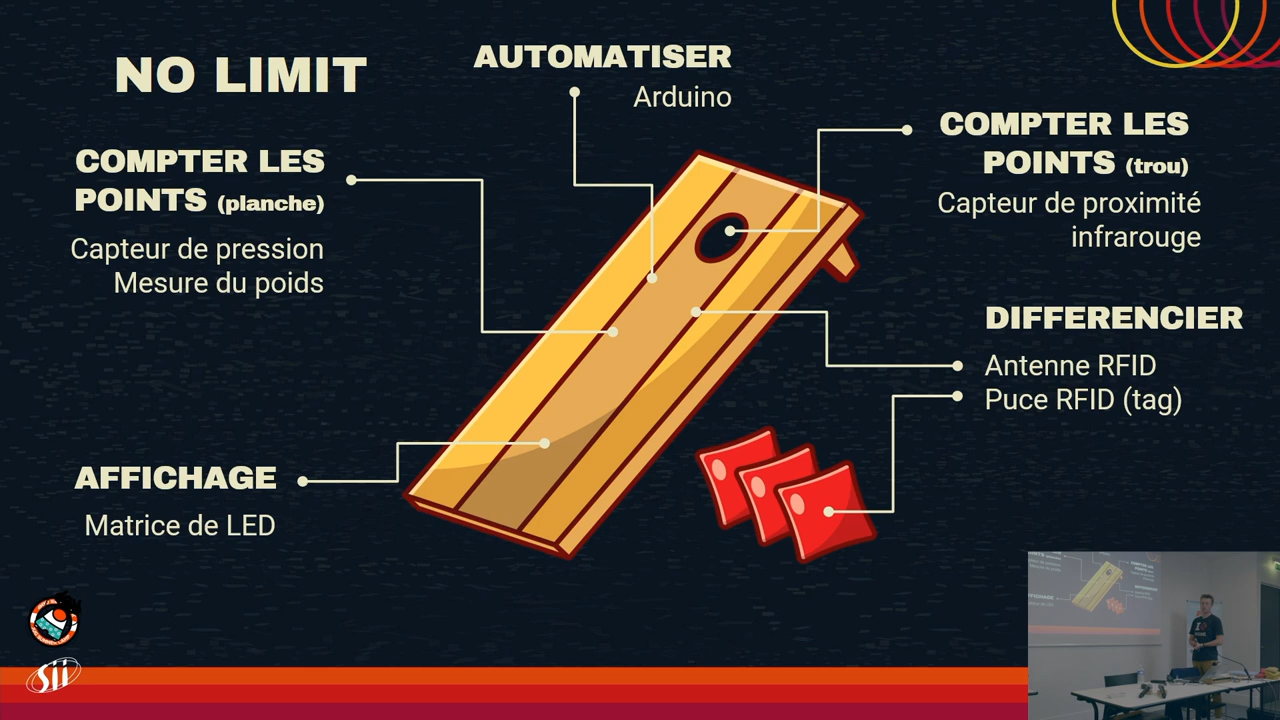 NO LIMIT
AUTOMATISER
Arduino
COMPTER LES
POINTS (trou)
Capteur de proximité
infrarouge
COMPTER LES
POINTS (planche)
Capteur de pression
Mesure du poids
DIFFERENCIER
Antenne RFID
Puce RFID (tag)
AFFICHAGE
Matrice de LED
sii